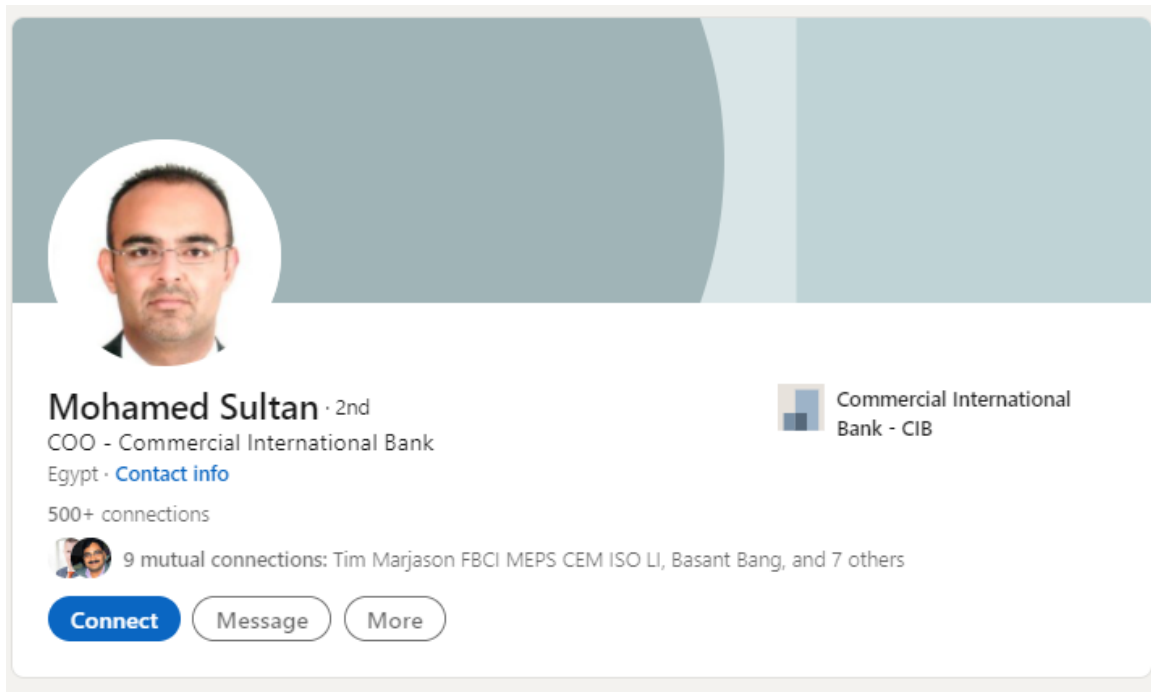 Mohamed Sultan · 2nd
COO - Commercial International Bank
Egypt · Contact info
500+ connections
9 mutual connections: Tim Marjason FBCI MEPS CEM ISO LI, Basant Bang, and 7 others
Connect
Message
More
Commercial International
Bank - CIB